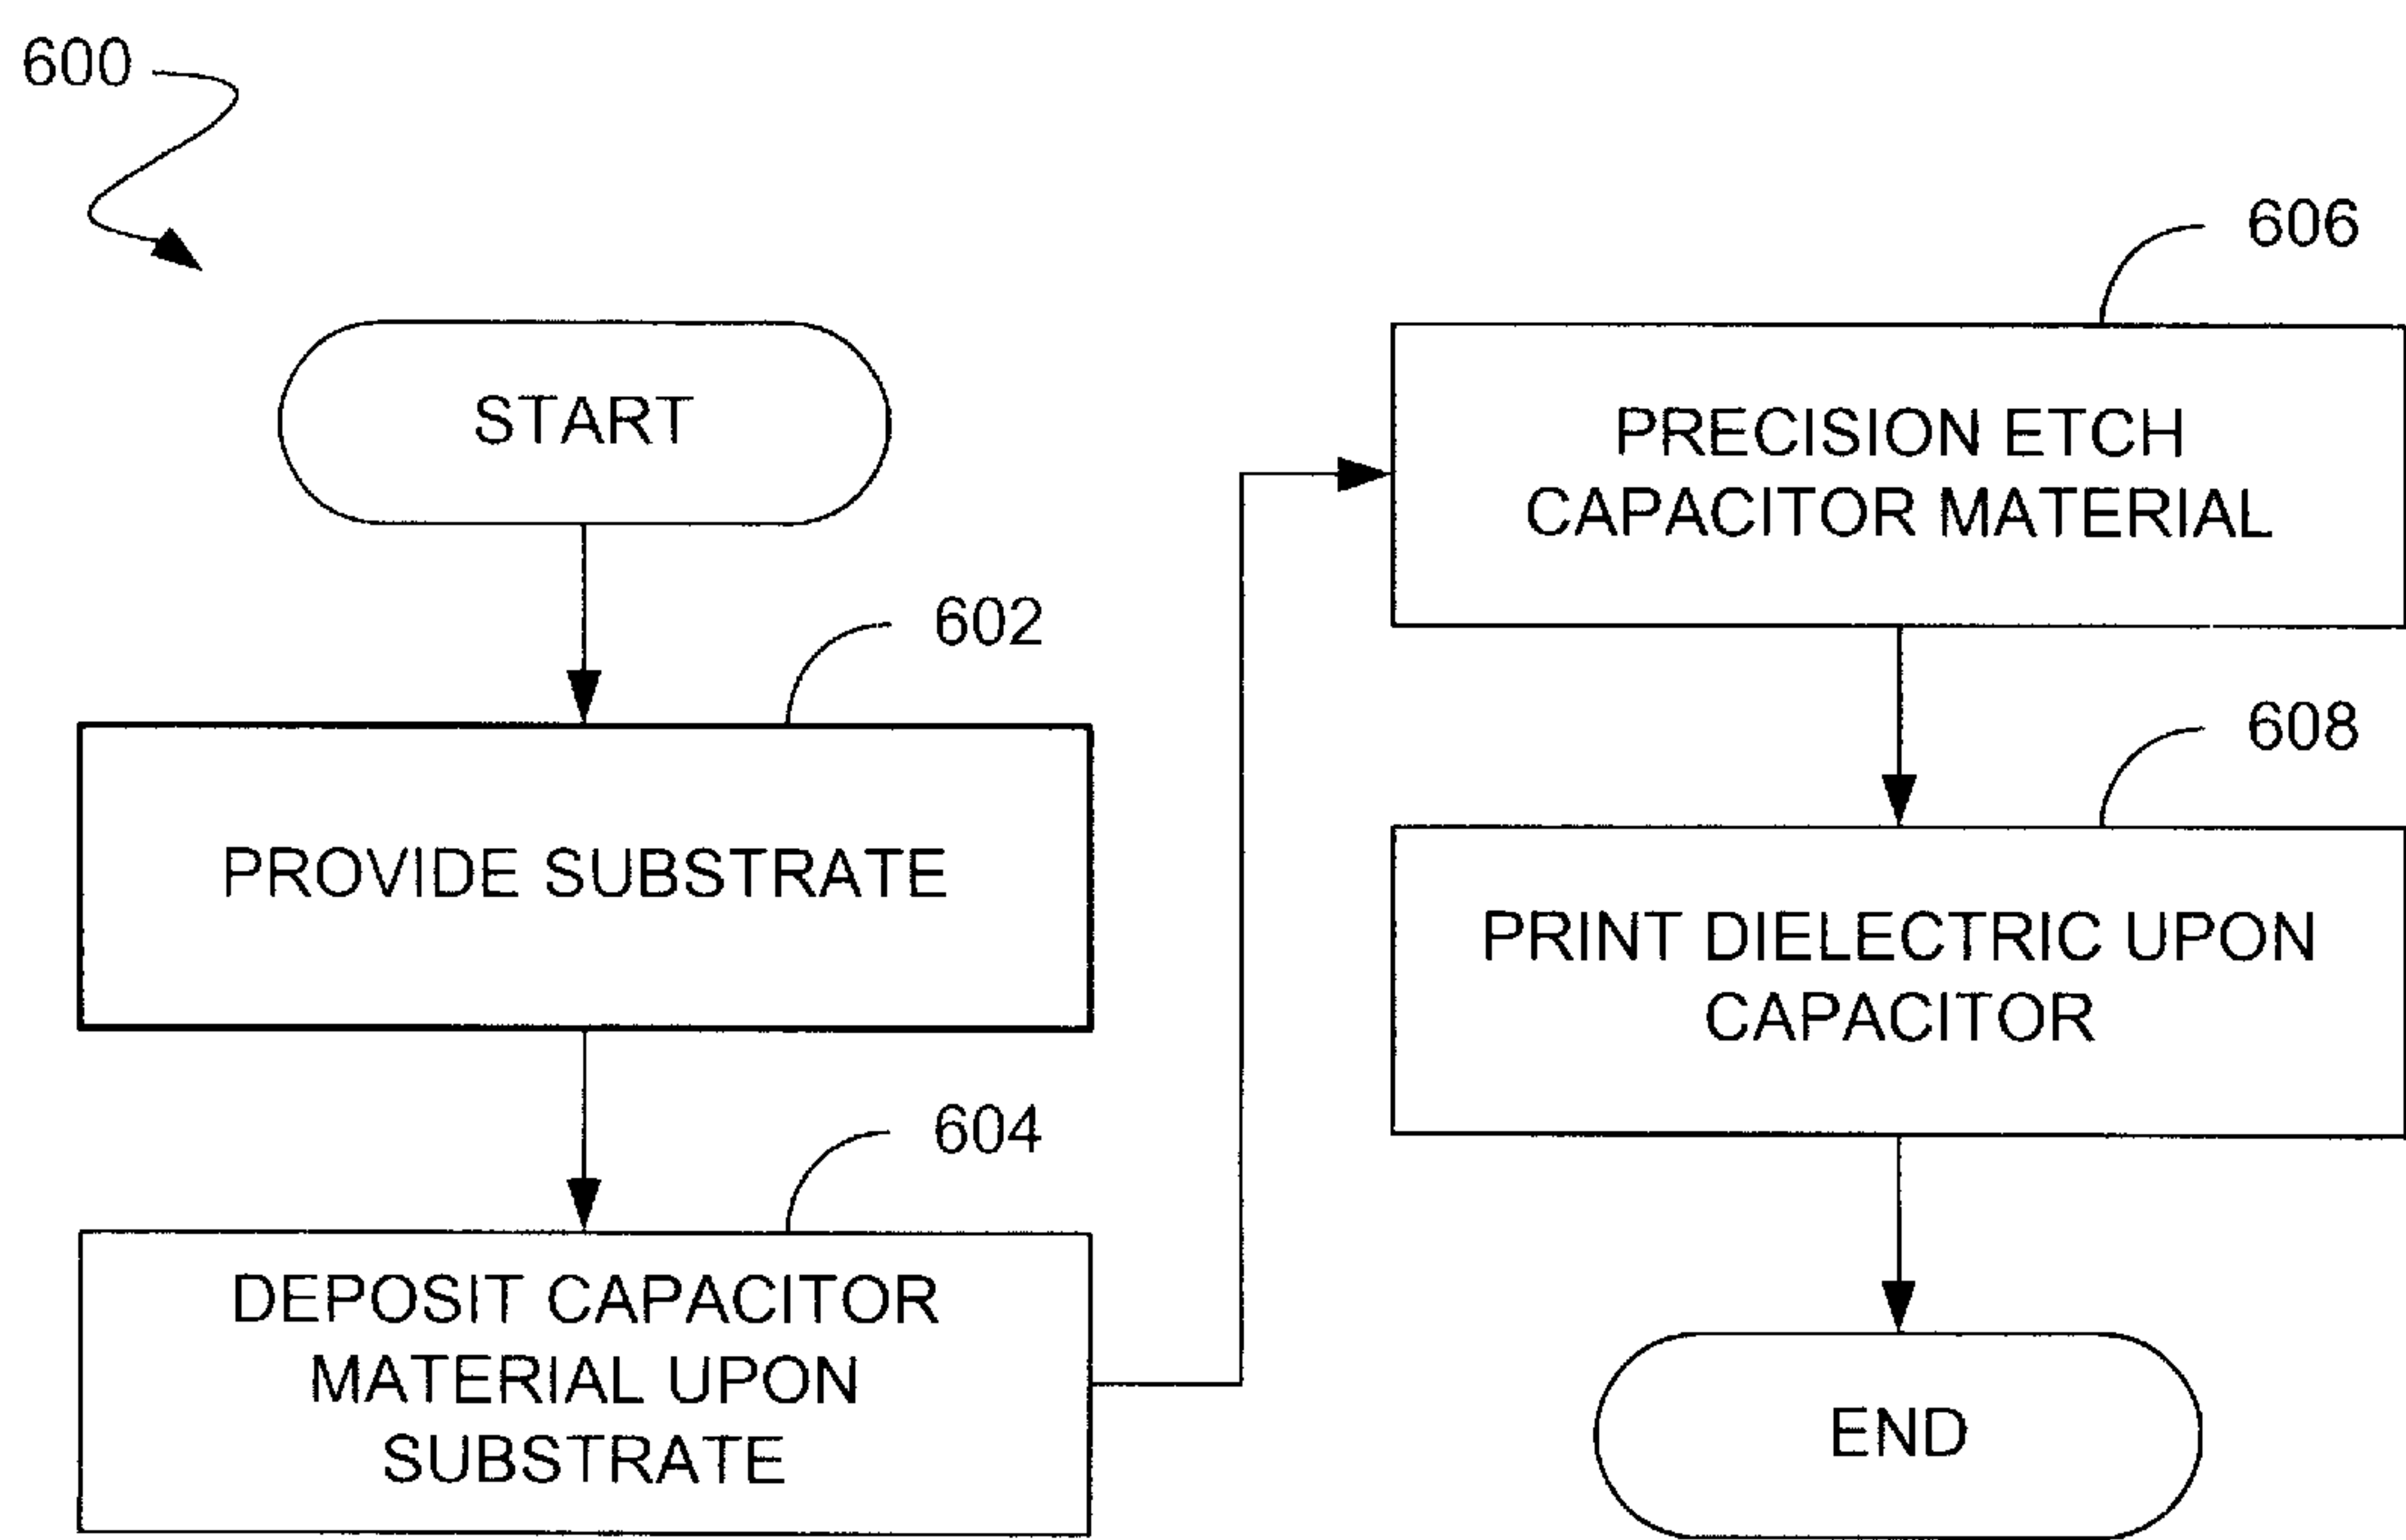 600
START
602
PROVIDE SUBSTRATE
604
DEPOSIT CAPACITOR
MATERIAL UPON
SUBSTRATE
606
PRECISION ETCH
CAPACITOR MATERIAL
608
PRINT DIELECTRIC UPON
CAPACITOR
END